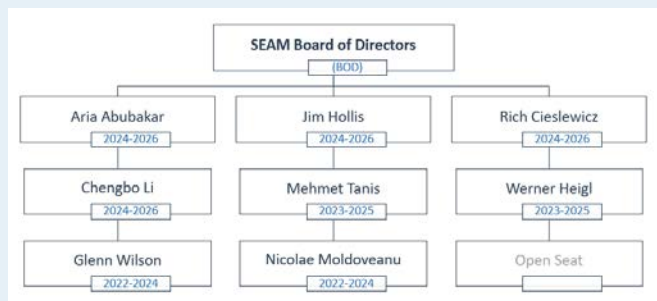 SEAM Board of Directors
(BOD)
Aria Abubakar
2024-2026
Jim Hollis
2024-2026
Rich Cieslewicz
2024-2026
Chengbo Li
2024-2026
Mehmet Tanis
2023-2025
Werner Heigl
2023-2025
Glenn Wilson
2022-2024
Nicolae Moldoveanu
2022-2024
Open Seat